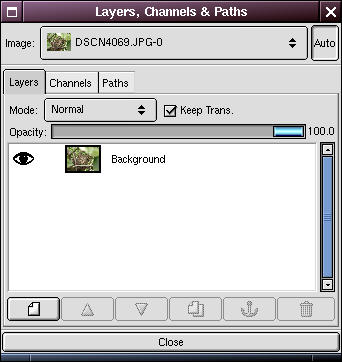 Layers, Channels & Paths
Image: DSCN4069.JPG-0 Auto
Layers Channels Paths
Mode: Normal Keep Trans.
Opacity: 100.0
Background
Close